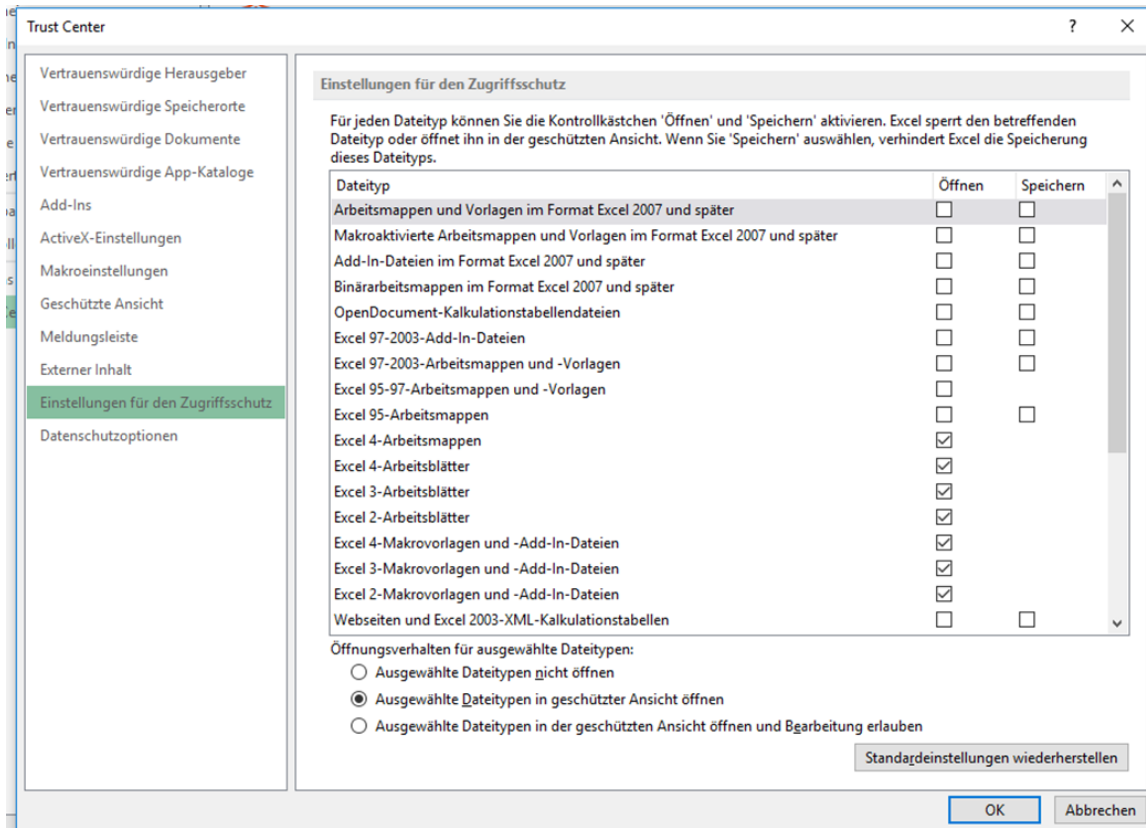 Trust Center
?
Vertrauenswürdige Herausgeber
Vertrauenswürdige Speicherorte
Vertrauenswürdige Dokumente
Vertrauenswürdige App-Kataloge
Add-Ins
ActiveX-Einstellungen
Makroeinstellungen
Geschützte Ansicht
Meldungsleiste
Externer Inhalt
Einstellungen für den Zugriffsschutz
Datenschutzoptionen
Einstellungen für den Zugriffsschutz
Für jeden Dateityp können Sie die Kontrollkästchen 'Öffnen' und 'Speichern' aktivieren. Excel sperrt den betreffenden
Dateityp oder öffnet ihn in der geschützten Ansicht. Wenn Sie 'Speichern' auswählen, verhindert Excel die Speicherung
dieses Dateityps.
Dateityp Öffnen Speichern
Arbeitsmappen und Vorlagen im Format Excel 2007 und später
Makroaktivierte Arbeitsmappen und Vorlagen im Format Excel 2007 und später
Add-In-Dateien im Format Excel 2007 und später
Binärarbeitsmappen im Format Excel 2007 und später
OpenDocument-Kalkulationstabellendateien
Excel 97-2003-Add-In-Dateien
Excel 97-2003-Arbeitsmappen und -Vorlagen
Excel 95-97-Arbeitsmappen und -Vorlagen
Excel 95-Arbeitsmappen
Excel 4-Arbeitsmappen
Excel 4-Arbeitsblätter
Excel 3-Arbeitsblätter
Excel 2-Arbeitsblätter
Excel 4-Makrovorlagen und -Add-In-Dateien
Excel 3-Makrovorlagen und -Add-In-Dateien
Excel 2-Makrovorlagen und -Add-In-Dateien
Webseiten und Excel 2003-XML-Kalkulationstabellen
Öffnungsverhalten für ausgewählte Dateitypen:
Ausgewählte Dateitypen nicht öffnen
Ausgewählte Dateitypen in geschützter Ansicht öffnen
Ausgewählte Dateitypen in der geschützten Ansicht öffnen und Bearbeitung erlauben
Standardeinstellungen wiederherstellen
OK Abbrechen